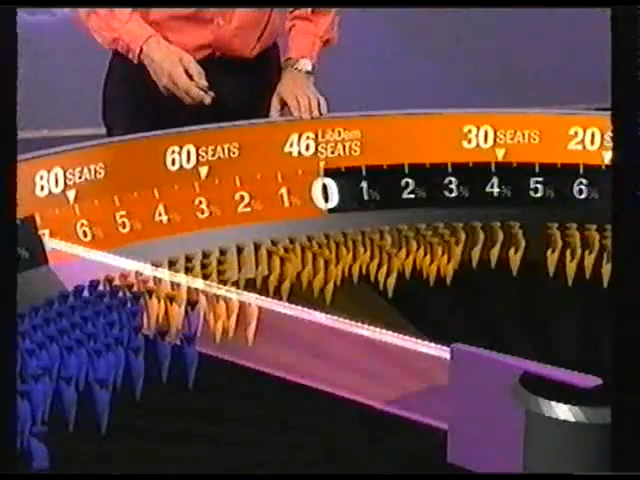 80 SEATS
60 SEATS
46 LibDem SEATS
30 SEATS
20 SEATS
6% 5% 4% 3% 2% 1% 0 1% 2% 3% 4% 5% 6%